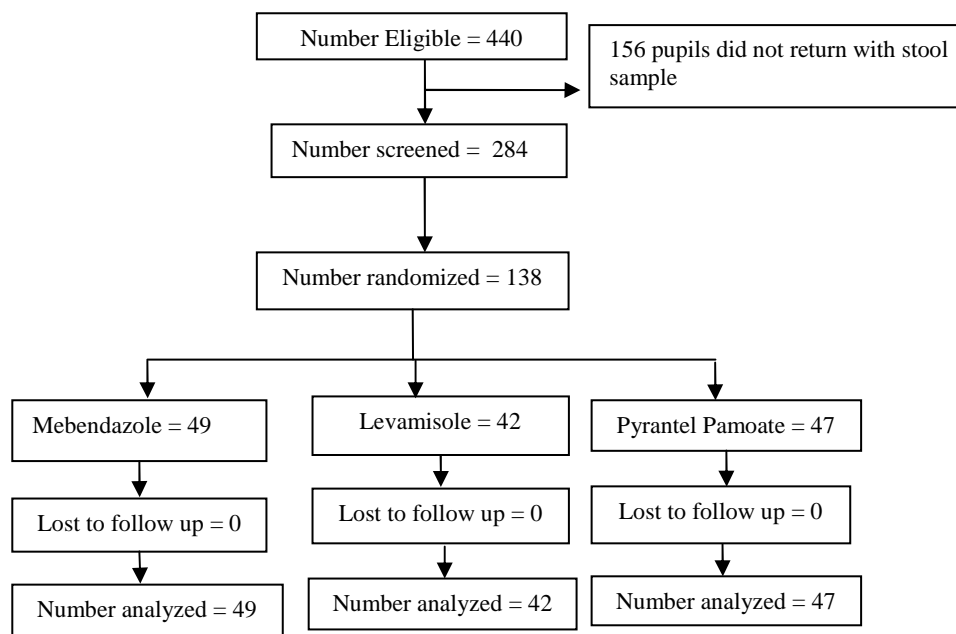 Number Eligible = 440
156 pupils did not return with stool
sample
Number screened = 284
Number randomized = 138
Mebendazole = 49
Levamisole = 42
Pyrantel Pamoate = 47
Lost to follow up = 0
Lost to follow up = 0
Lost to follow up = 0
Number analyzed = 49
Number analyzed = 42
Number analyzed = 47